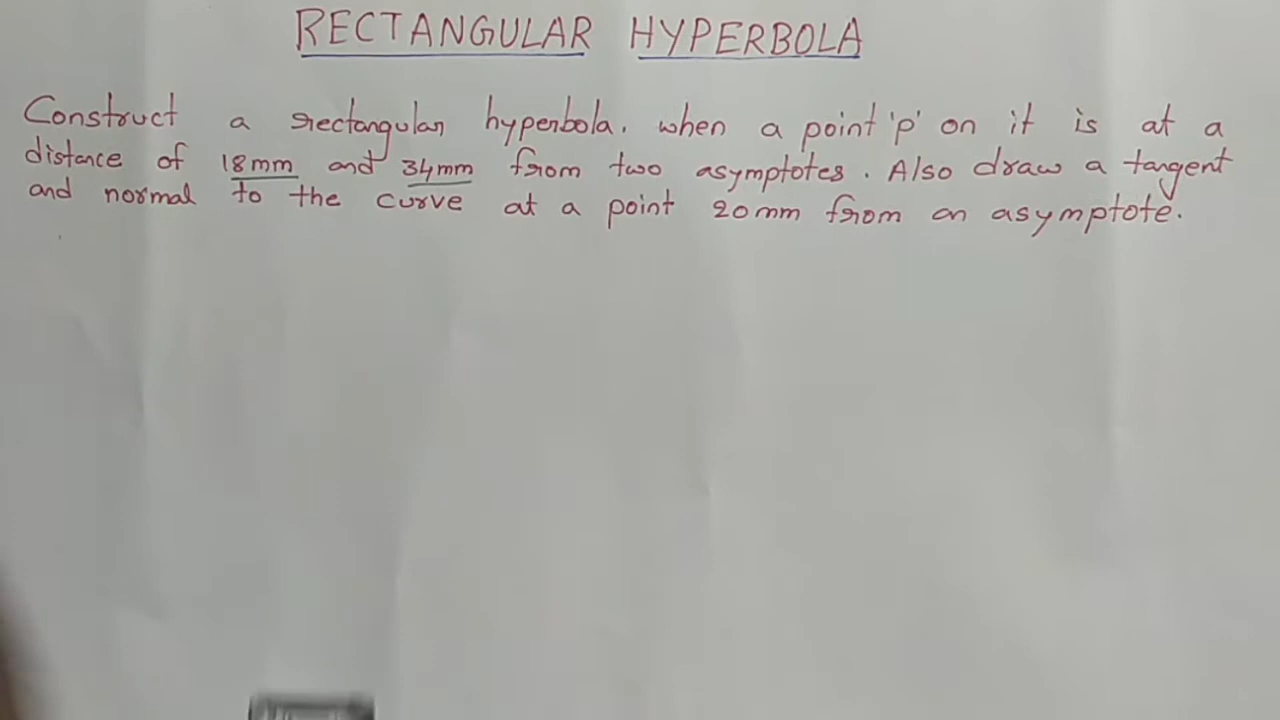 RECTANGULAR HYPERBOLA
Construct a rectangular hyperbola. when a point 'p' on it is at a
distance of 18mm and 34mm from two asymptotes. Also draw a tangent
and normal to the curve at a point 20mm from an asymptote.